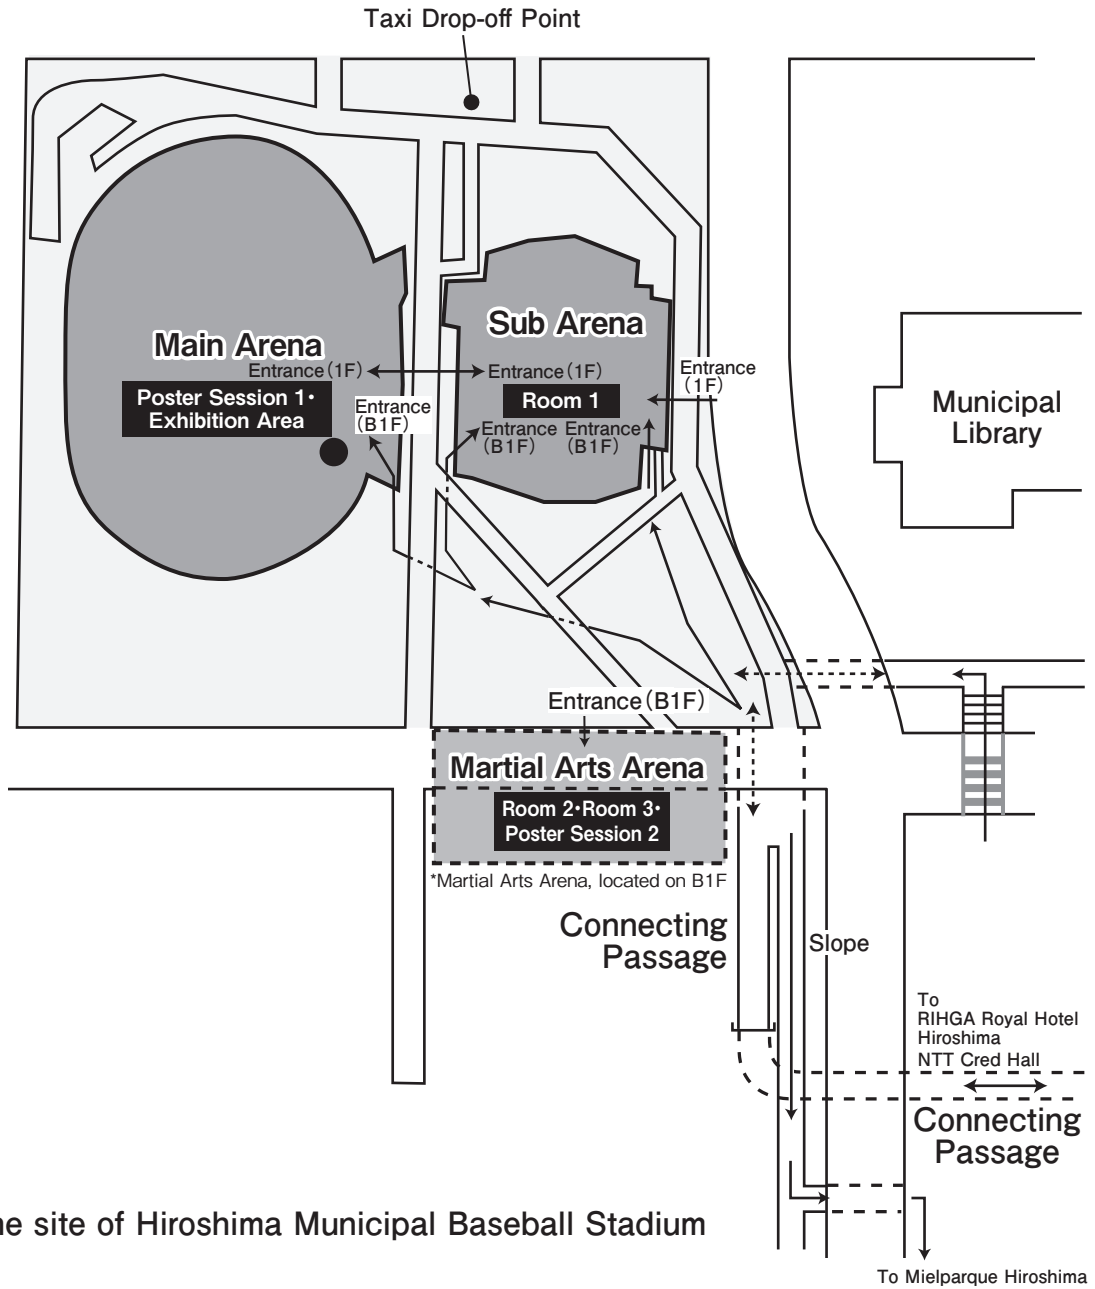 Taxi Drop-off Point
Sub Arena
Main Arena
Entrance(1F)
Entrance(1F)
Entrance
(1F)
Poster Session 1・
Exhibition Area
Room 1
Entrance
(B1F)
Entrance
(B1F)
Entrance
(B1F)
Municipal
Library
Entrance(B1F)
Martial Arts Arena
Room 2・Room 3・
Poster Session 2
*Martial Arts Arena, located on B1F
Connecting
Passage
Slope
To
RIHGA Royal Hotel
Hiroshima
NTT Cred Hall
Connecting
Passage
site of Hiroshima Municipal Baseball Stadium
To Mielparque Hiroshima